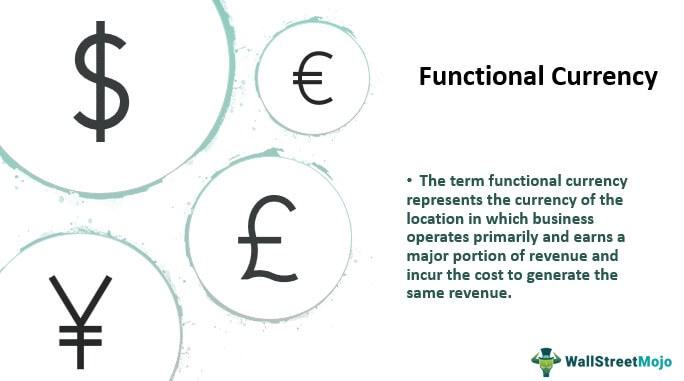 $
€
£
¥
Functional Currency
• The term functional currency
represents the currency of the
location in which business
operates primarily and earns a
major portion of revenue and
incur the cost to generate the
same revenue.
WallStreetMojo